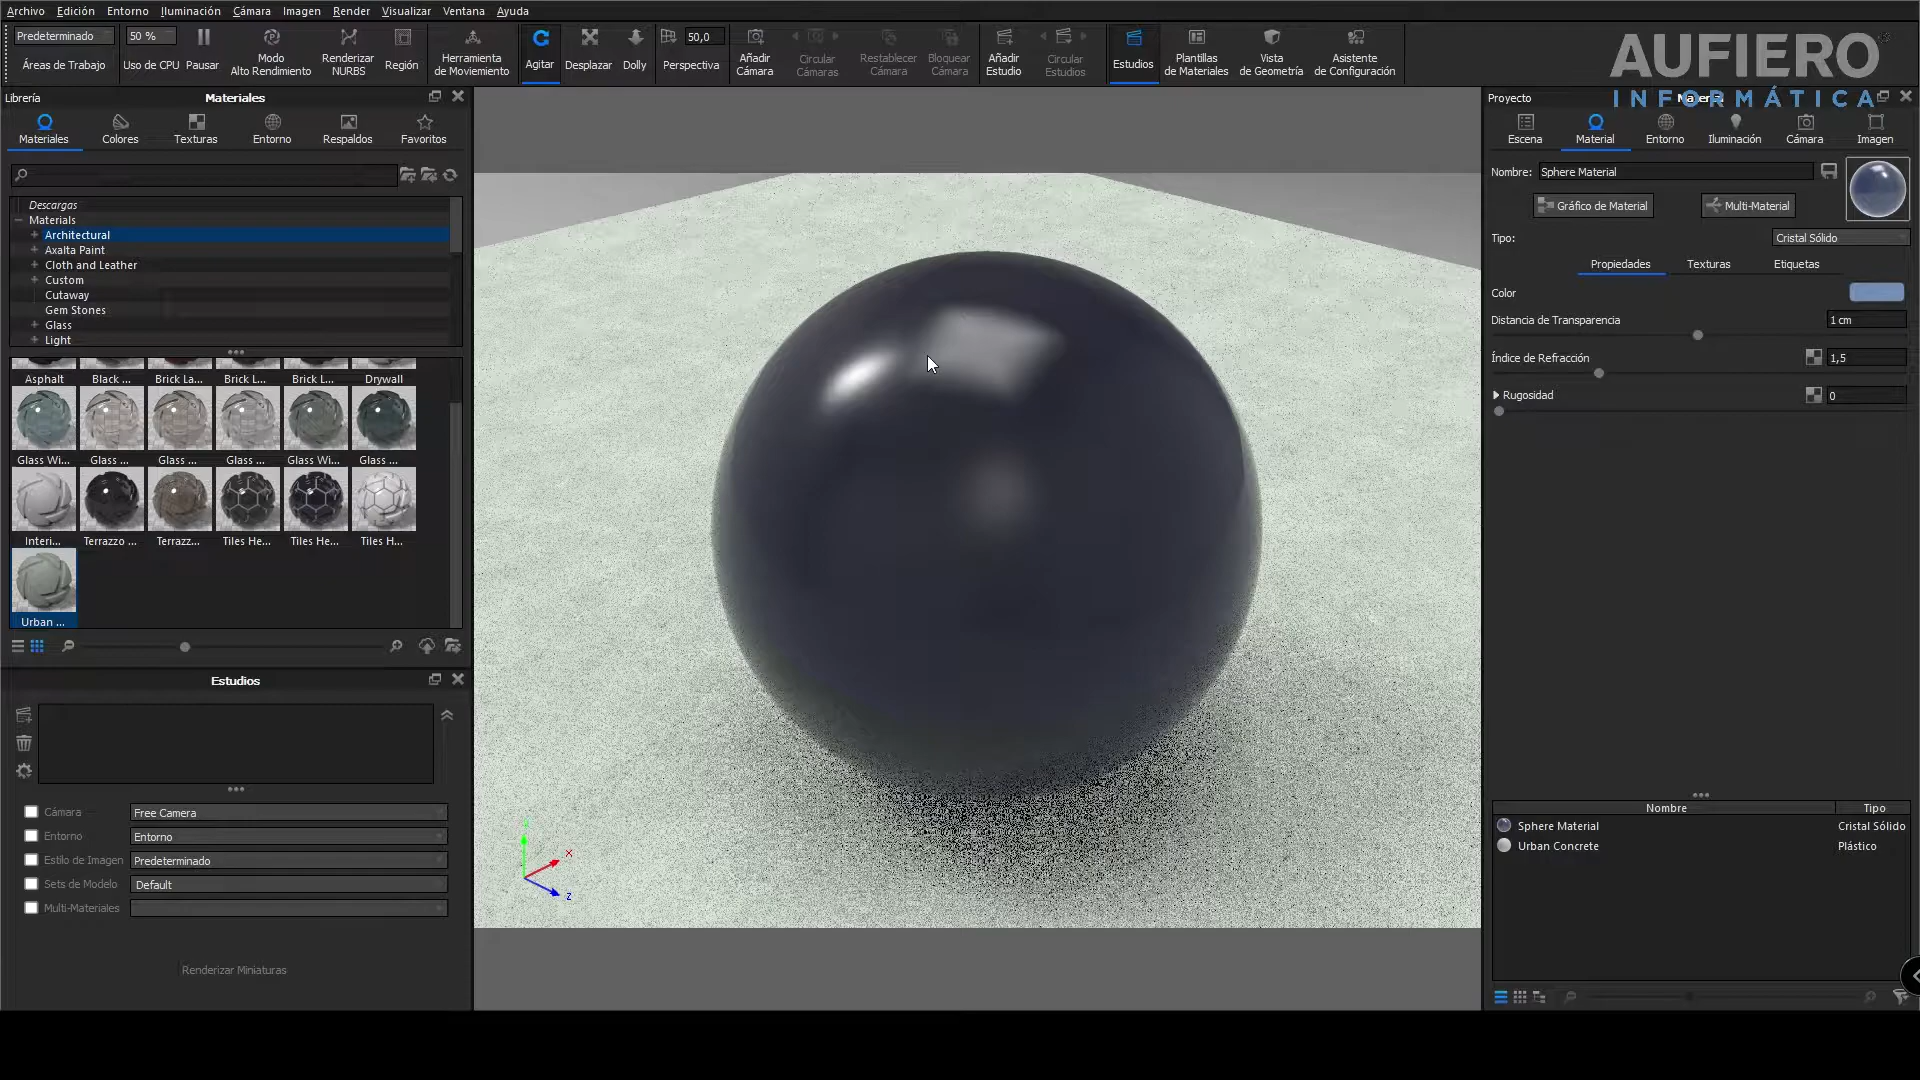 Archivo Edición Entorno Iluminación Cámara Imagen Render Visualizar Ventana Ayuda
Predeterminado
Áreas de Trabajo
50 %
Uso de CPU
Pausar
Modo
Alto Rendimiento
Renderizar
NURBS
Región
Herramienta
de Movimiento
Agitar
Desplazar
Dolly
50,0
Perspectiva
Añadir
Cámara
Circular
Cámaras
Restablecer
Cámara
Bloquear
Cámara
Añadir
Estudio
Circular
Estudios
Estudios
Plantillas
de Materiales
Vista
de Geometría
Asistente
de Configuración
AUFIERO
INFORMÁTICA
Librería
Materiales
Materiales Colores Texturas Entorno Respaldos Favoritos
Descargas
Materials
Architectural
Axalta Paint
Cloth and Leather
Custom
Cutaway
Gem Stones
Glass
Light
Asphalt Black ... Brick La... Brick L... Brick L... Drywall
Glass Wi... Glass ... Glass ... Glass ... Glass Wi... Glass ...
Interi... Terrazzo ... Terrazz... Tiles He... Tiles He... Tiles H...
Urban ...
Estudios
Cámara Free Camera
Entorno Entorno
Estilo de Imagen Predeterminado
Sets de Modelo Default
Multi-Materiales
Renderizar Miniaturas
X
Z
Proyecto
Escena Material Entorno Iluminación Cámara Imagen
Nombre: Sphere Material
Gráfico de Material Multi-Material
Tipo: Cristal Sólido
Propiedades Texturas Etiquetas
Color
Distancia de Transparencia 1 cm
Índice de Refracción 1,5
Rugosidad 0
Nombre Tipo
Sphere Material Cristal Sólido
Urban Concrete Plástico